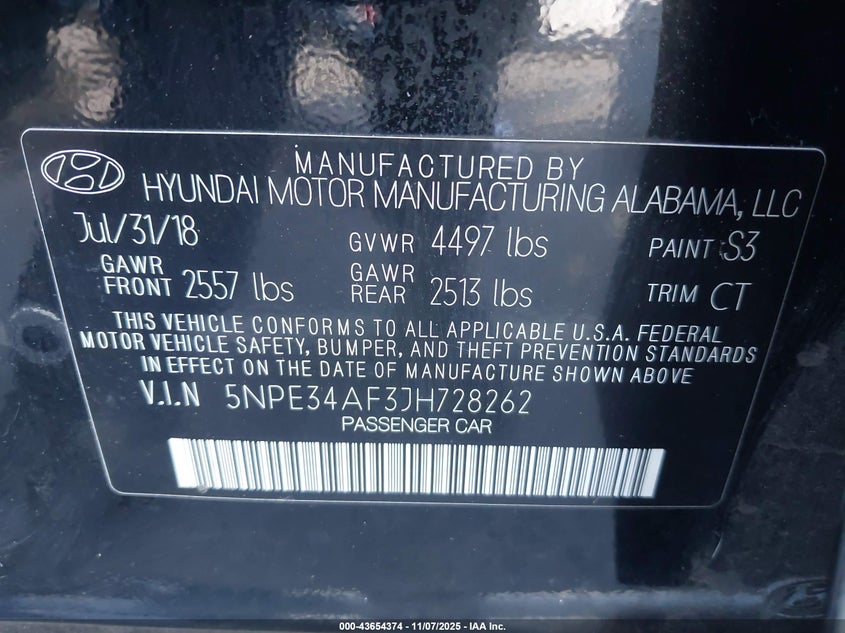 MANUFACTURED BY
HYUNDAI MOTOR MANUFACTURING ALABAMA, LLC
Jul/31/18 GVWR 4497 lbs PAINT S3
GAWR FRONT 2557 lbs GAWR REAR 2513 lbs TRIM CT
THIS VEHICLE CONFORMS TO ALL APPLICABLE U.S.A. FEDERAL
MOTOR VEHICLE SAFETY, BUMPER, AND THEFT PREVENTION STANDARDS
IN EFFECT ON THE DATE OF MANUFACTURE SHOWN ABOVE
V.I.N 5NPE34AF3JH728262
PASSENGER CAR
000-43654374 - 11/07/2025 - IAA Inc.